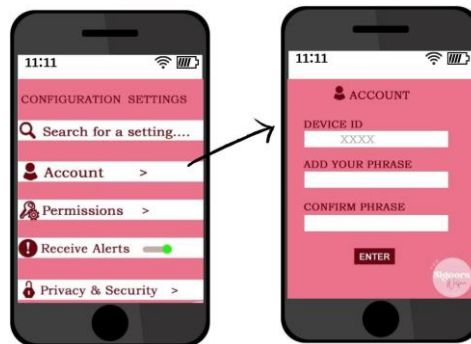 11:11
CONFIGURATION SETTINGS
Search for a setting....
Account >
Permissions >
Receive Alerts
Privacy & Security >
11:11
ACCOUNT
DEVICE ID
XXXX
ADD YOUR PHRASE
CONFIRM PHRASE
ENTER